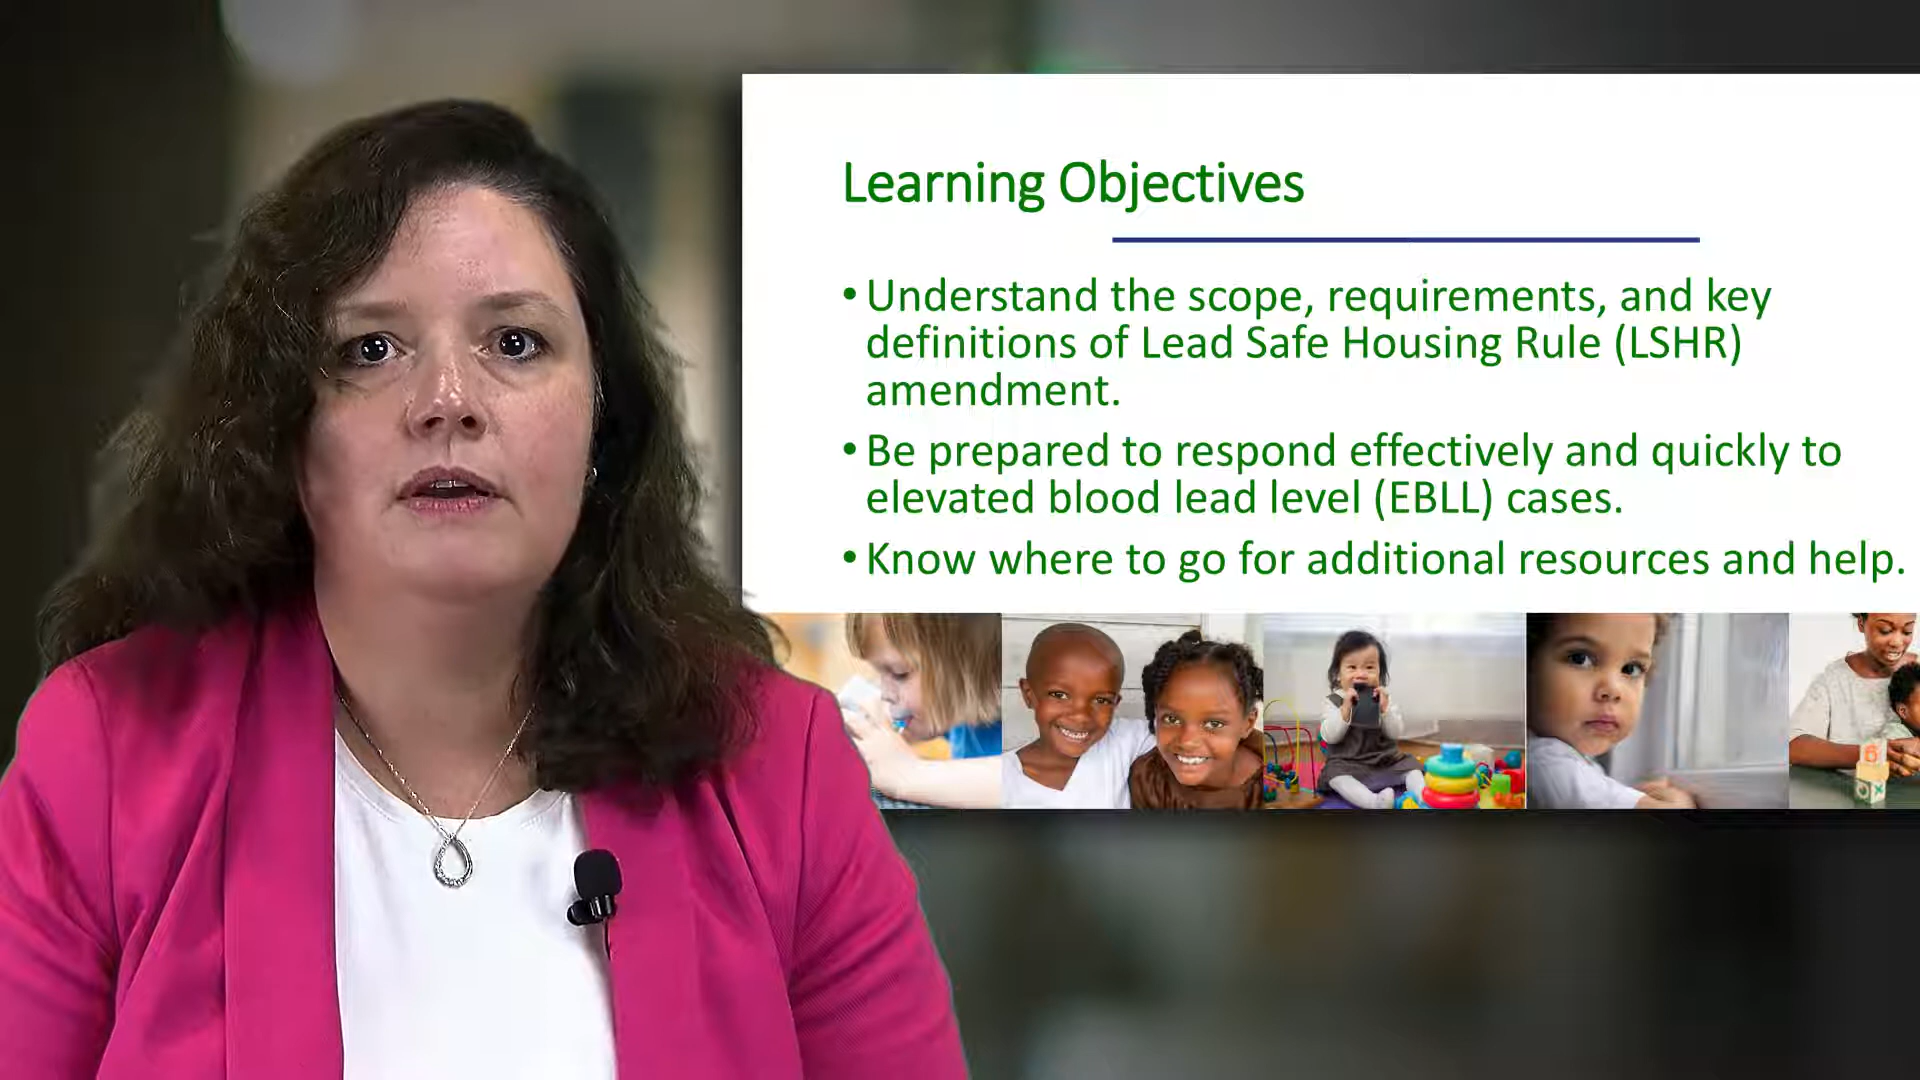 Learning Objectives
• Understand the scope, requirements, and key
definitions of Lead Safe Housing Rule (LSHR)
amendment.
• Be prepared to respond effectively and quickly to
elevated blood lead level (EBLL) cases.
• Know where to go for additional resources and help.